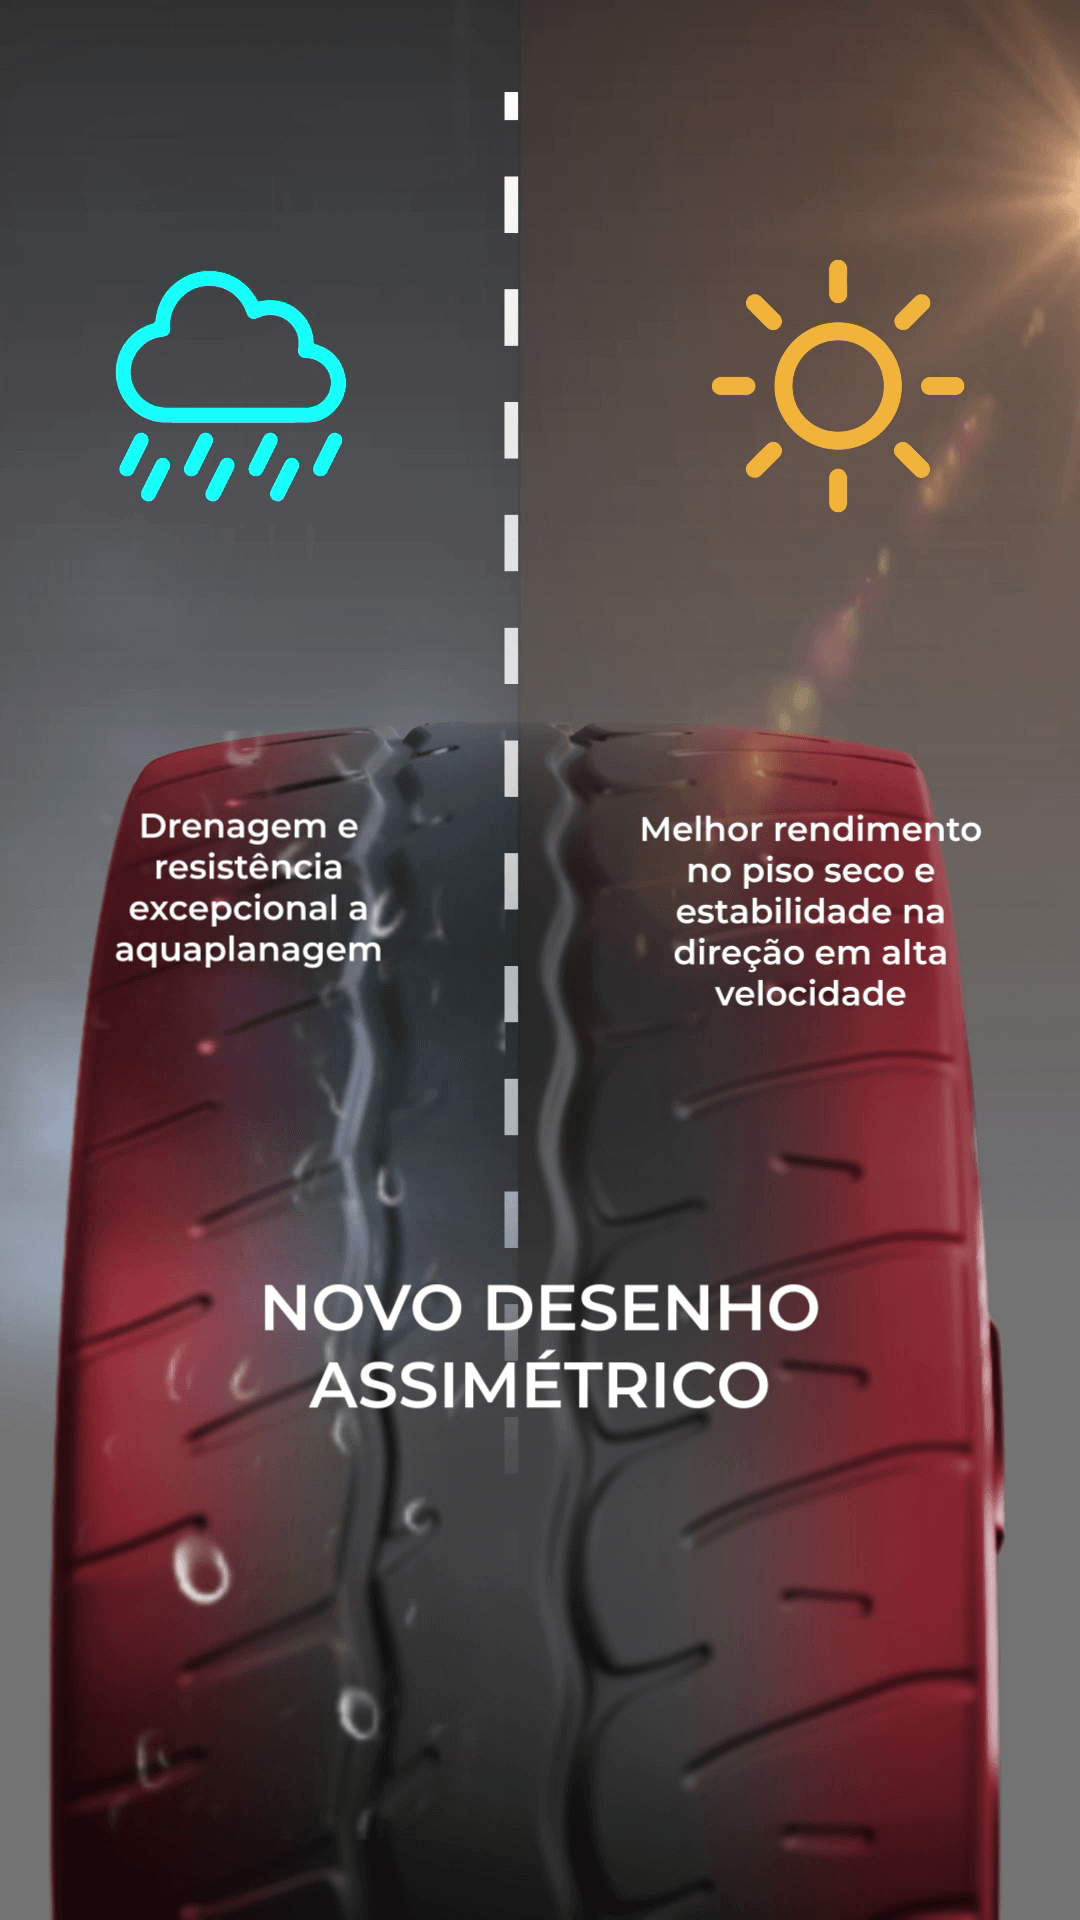 Drenagem e
resistência
excepcional a
aquaplanagem
Melhor rendimento
no piso seco e
estabilidade na
direção em alta
velocidade
NOVO DESENHO
ASSIMÉTRICO